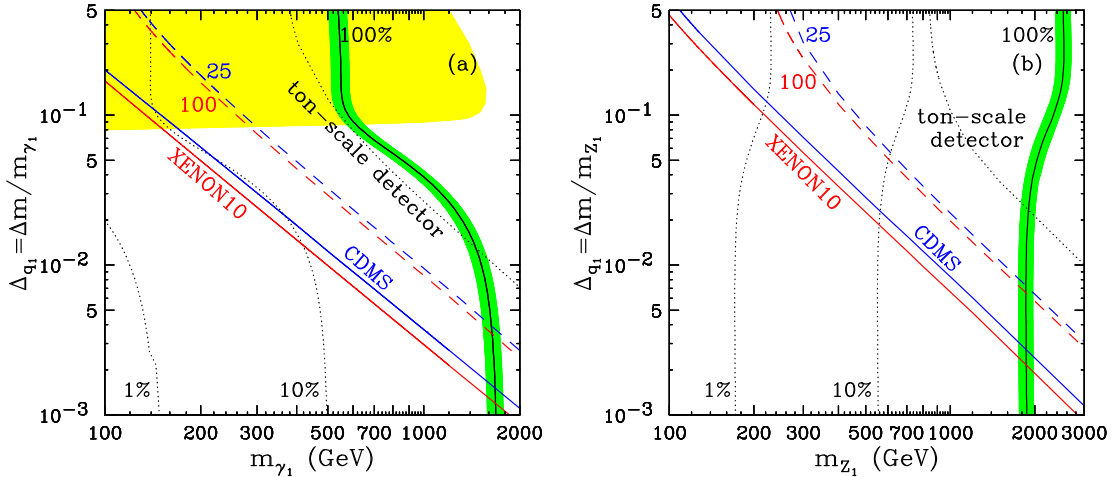 5
10⁻¹
5
10⁻²
5
10⁻³
Δq₁=Δm/mγ₁
100%
(a)
25
100
ton-scale detector
XENON10
CDMS
1%
10%
100 200 300 500 700 1000 2000
mγ₁ (GeV)
5
10⁻¹
5
10⁻²
5
10⁻³
Δq₁=Δm/mZ₁
25
100%
100
(b)
ton-scale
detector
XENON10
CDMS
1%
10%
100 200 300 500 700 1000 2000 3000
mZ₁ (GeV)